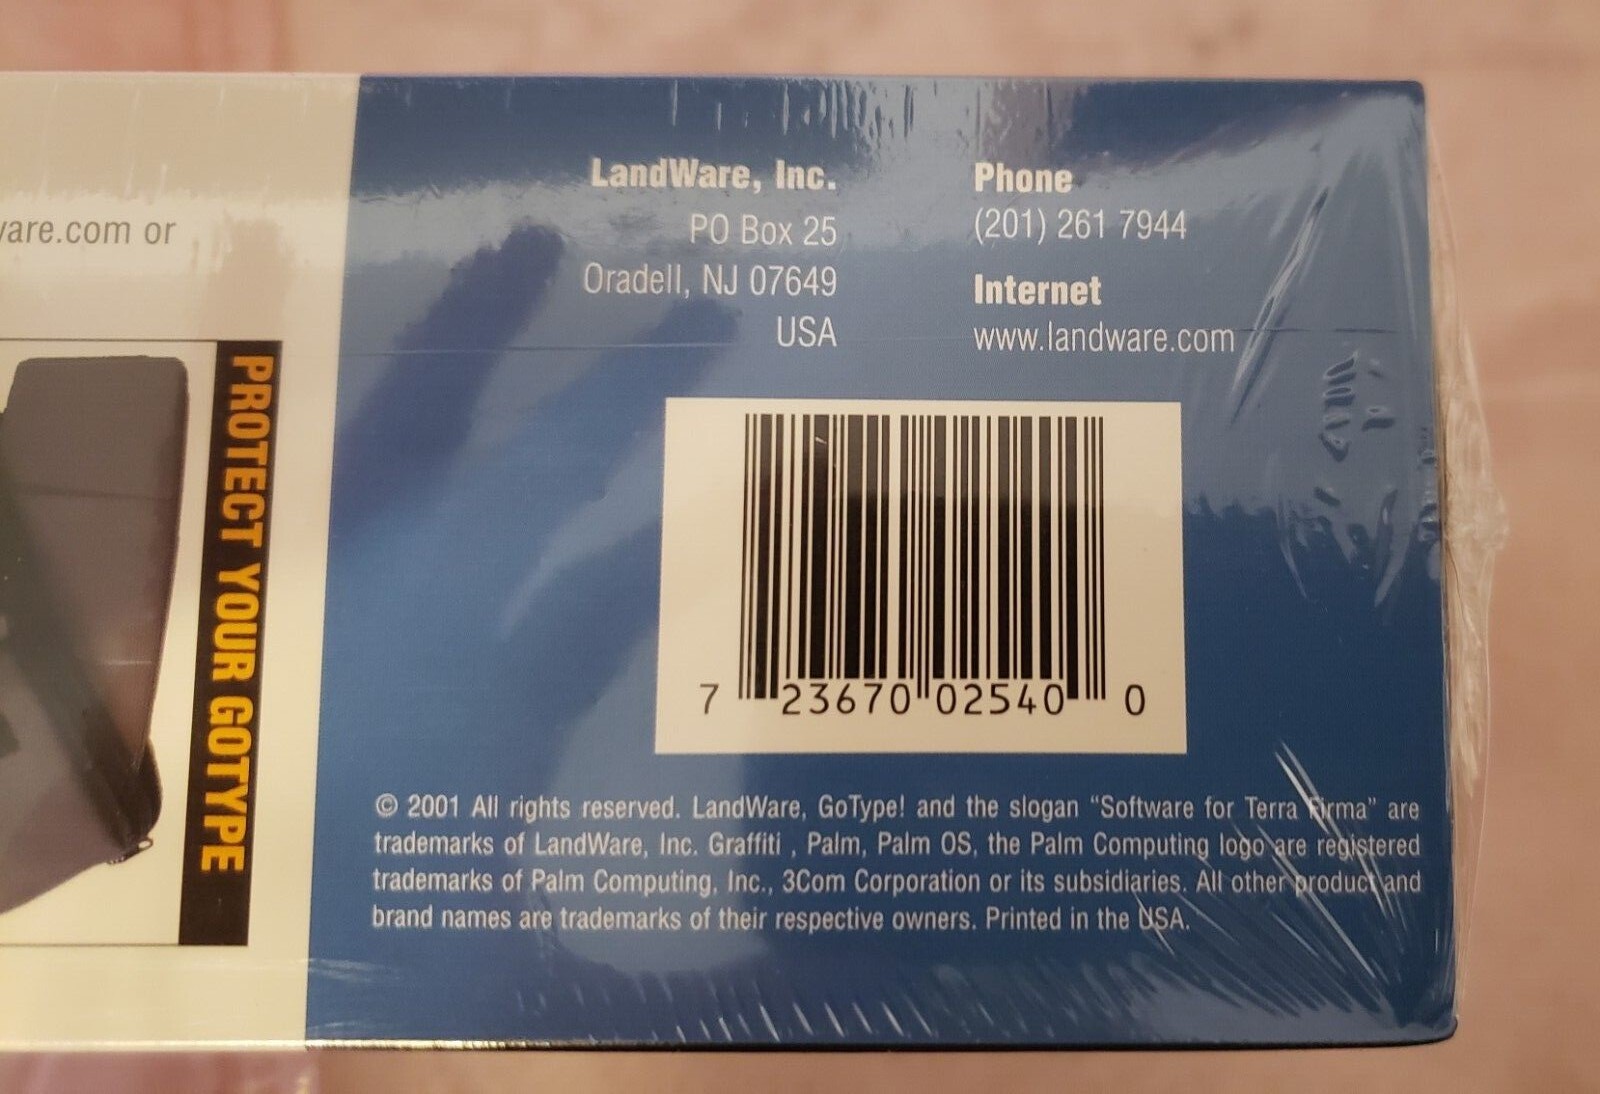 .com or
PROTECT YOUR GOTYPE
LandWare, Inc.
PO Box 25
Oradell, NJ 07649
USA
Phone
(201) 261 7944
Internet
www.landware.com
7 23670 02540 0
© 2001 All rights reserved. LandWare, GoType! and the slogan “Software for Terra Firma” are
trademarks of LandWare, Inc. Graffiti , Palm, Palm OS, the Palm Computing logo are registered
trademarks of Palm Computing, Inc., 3Com Corporation or its subsidiaries. All other product and
brand names are trademarks of their respective owners. Printed in the USA.